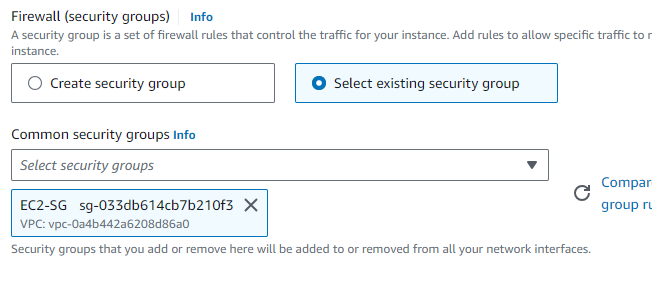 Firewall (security groups) Info
A security group is a set of firewall rules that control the traffic for your instance. Add rules to allow specific traffic to
instance.
Create security group
Select existing security group
Common security groups Info
Select security groups
Compar
group ru
EC2-SG sg-033db614cb7b210f3
VPC: vpc-0a4b442a6208d86a0
Security groups that you add or remove here will be added to or removed from all your network interfaces.